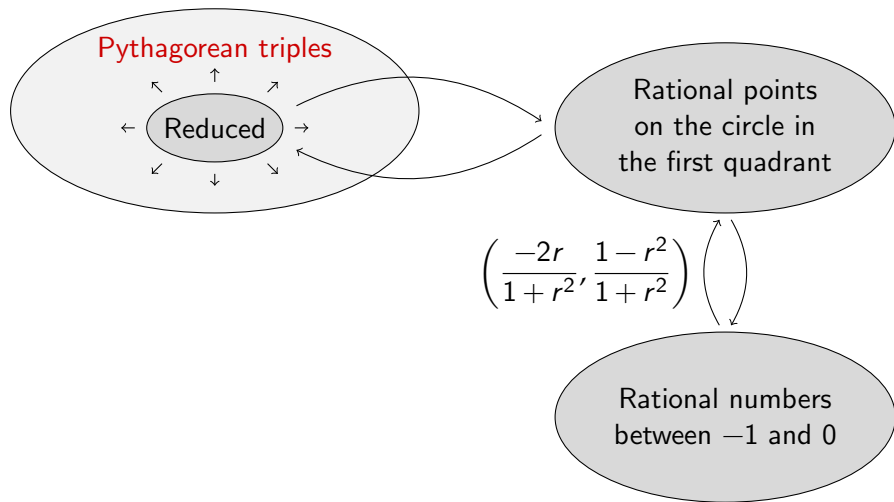 Pythagorean triples
Reduced
Rational points
on the circle in
the first quadrant
(−2r/(1 + r²), (1 − r²)/(1 + r²))
Rational numbers
between −1 and 0